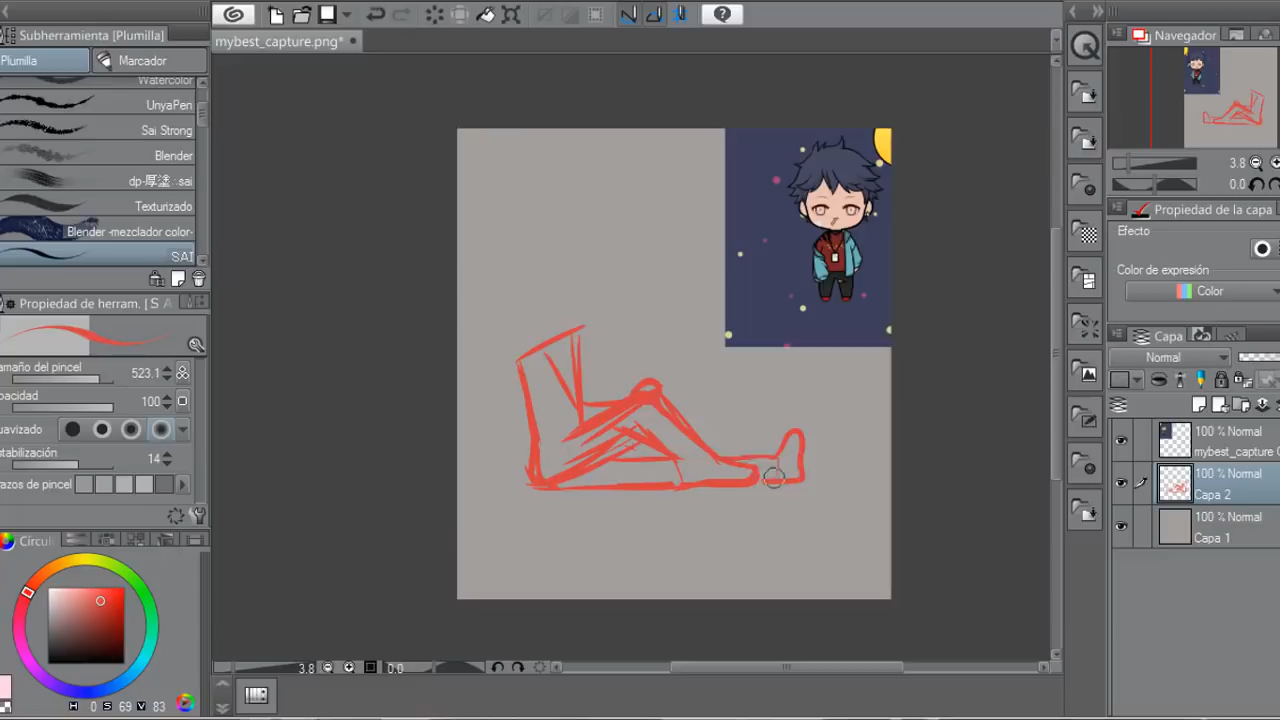 Subherramienta [Plumilla]
Plumilla
Marcador
Watercolor
UnyaPen
Sai Strong
Blender
dp-厚塗 :sai
Texturizado
Blender -mezclador color-
SAI
Propiedad de herram. [S A
amaño del pincel
523.1
pacidad
100
uavizado
stabilización
14
razos de pincel
Círcul
H 0 S 69 V 83
mybest_capture.png*
3.8
0.0
Navegador
3.8
0.0
Propiedad de la capa
Efecto
Color de expresión
Color
Capa
Normal
100 % Normal
mybest_capture C
100 % Normal
Capa 2
100 % Normal
Capa 1